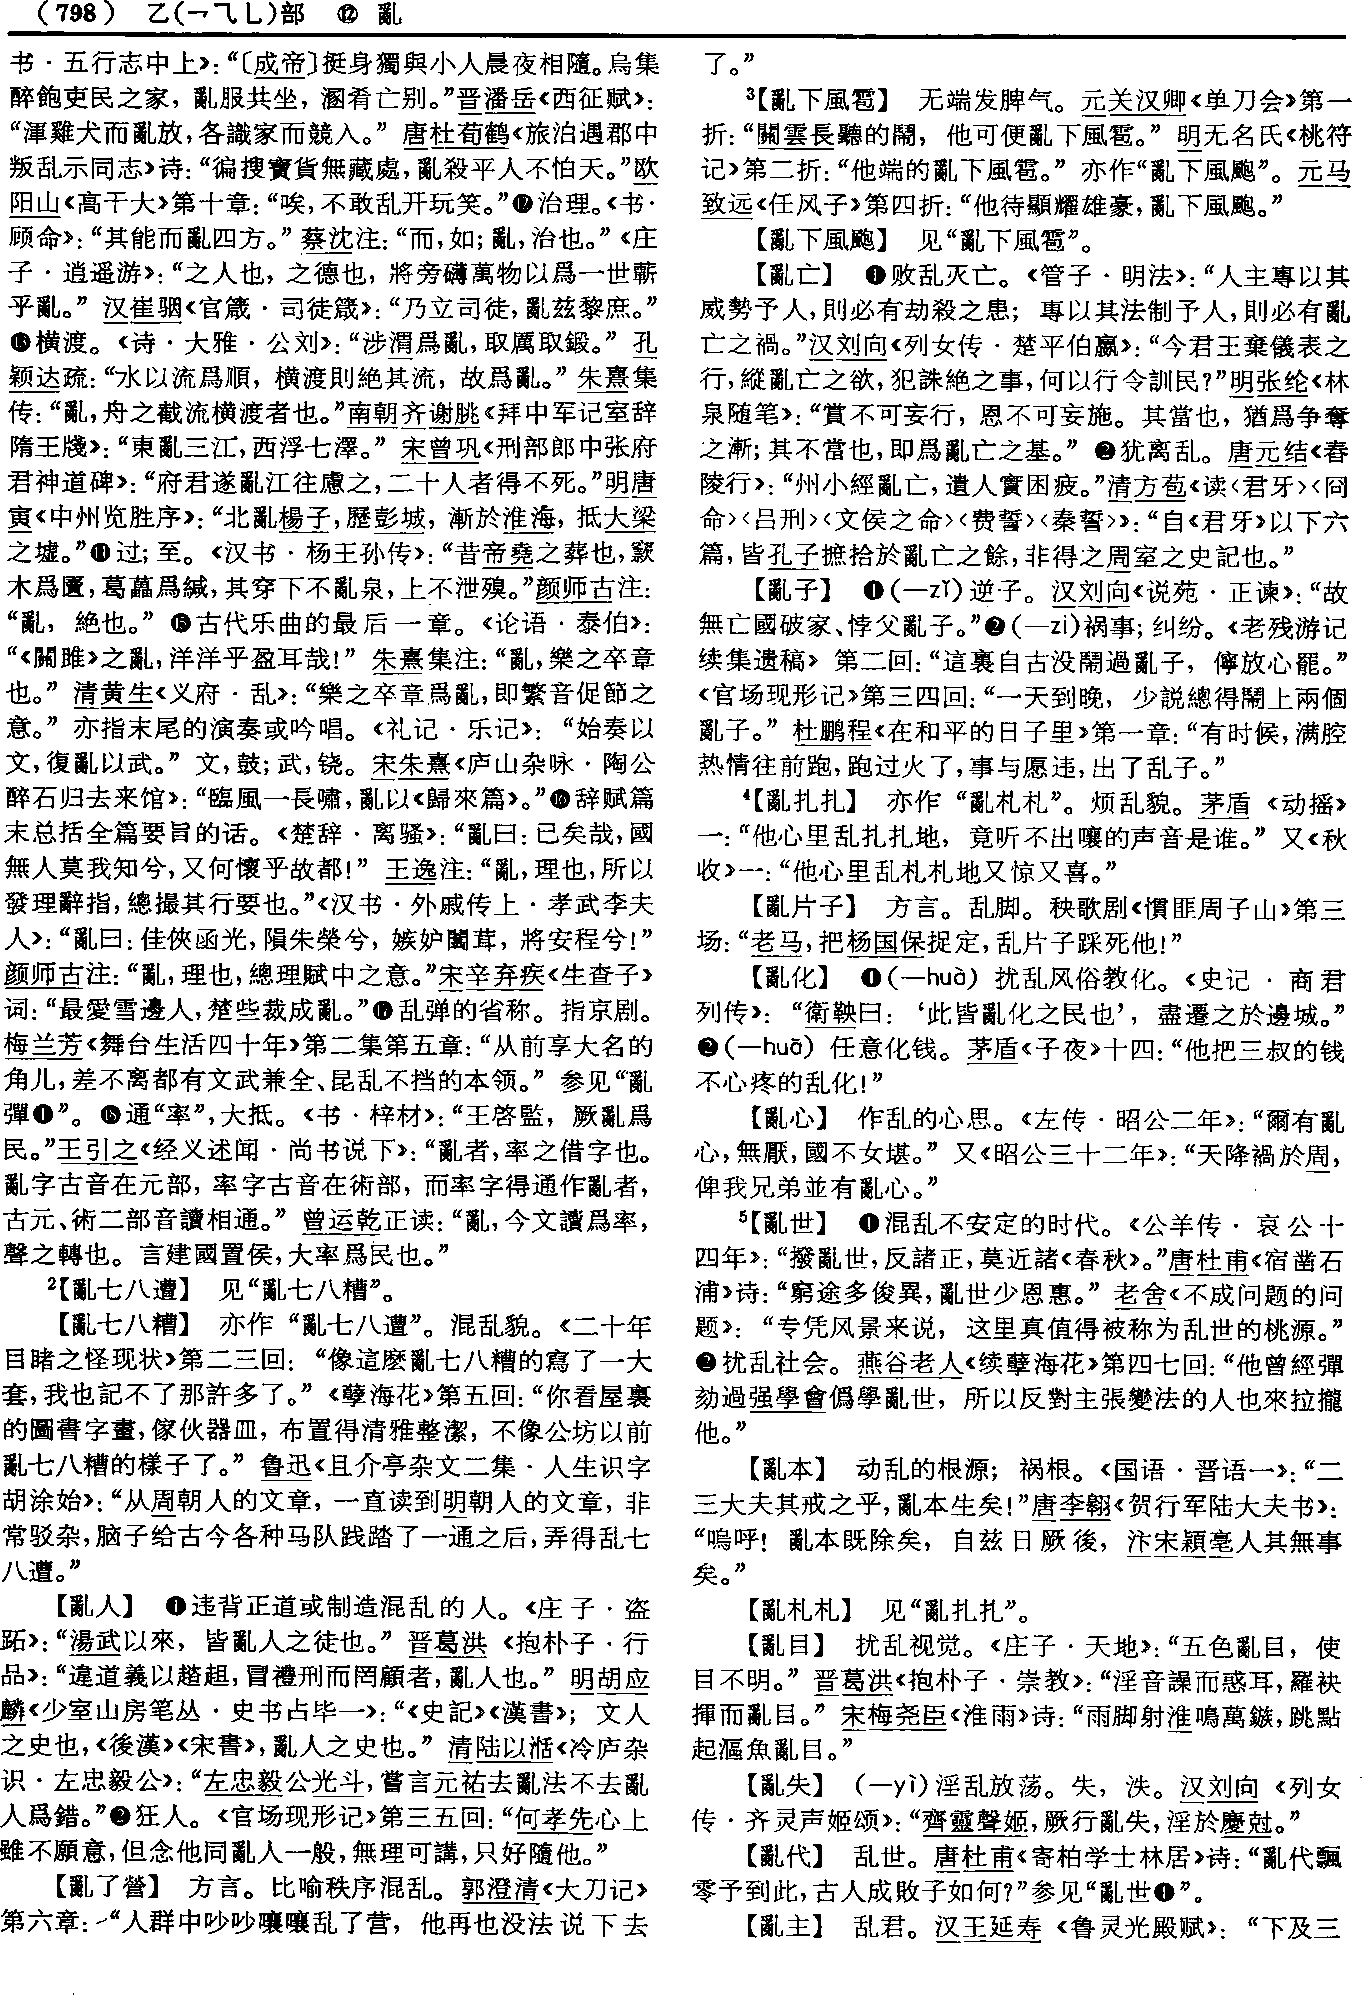 （798） 乙(乛乁乚)部 ⑫ 亂
书·五行志中上》：“〔成帝〕挺身獨與小人晨夜相隨。烏集
醉飽吏民之家，亂服共坐，溷肴亡别。”晋潘岳《西征赋》：
“渾雞犬而亂放，各識家而競入。” 唐杜荀鹤《旅泊遇郡中
叛乱示同志》诗：“徧搜寶貨無藏處，亂殺平人不怕天。”欧
阳山《高干大》第十章：“唉，不敢乱开玩笑。”⓬治理。《书·
顾命》：“其能而亂四方。”蔡沈注：“而，如；亂，治也。”《庄
子·逍遥游》：“之人也，之德也，將旁礴萬物以爲一世蘄
乎亂。” 汉崔骃《官箴·司徒箴》：“乃立司徒，亂兹黎庶。”
⓭横渡。《诗·大雅·公刘》：“涉渭爲亂，取厲取鍛。” 孔
颖达疏：“水以流爲順，横渡則絶其流，故爲亂。” 朱熹集
传：“亂，舟之截流横渡者也。”南朝齐谢朓《拜中军记室辞
隋王牋》：“東亂三江，西浮七澤。” 宋曾巩《刑部郎中张府
君神道碑》：“府君遂亂江往慮之，二十人者得不死。”明唐
寅《中州览胜序》：“北亂楊子，歷彭城，漸於淮海，抵大梁
之墟。”⓮过；至。《汉书·杨王孙传》：“昔帝堯之葬也，窾
木爲匵，葛藟爲緘，其穿下不亂泉，上不泄殠。”颜师古注：
“亂，絶也。” ⓯古代乐曲的最后一章。《论语·泰伯》：
“《關雎》之亂，洋洋乎盈耳哉！” 朱熹集注：“亂，樂之卒章
也。” 清黄生《义府·乱》：“樂之卒章爲亂，即繁音促節之
意。” 亦指末尾的演奏或吟唱。《礼记·乐记》：“始奏以
文，復亂以武。” 文，鼓；武，铙。宋朱熹《庐山杂咏·陶公
醉石归去来馆》：“臨風一長嘯，亂以《歸來篇》。”⓰辞赋篇
末总括全篇要旨的话。《楚辞·离骚》：“亂曰：已矣哉，國
無人莫我知兮，又何懷乎故都！” 王逸注：“亂，理也，所以
發理辭指，總撮其行要也。”《汉书·外戚传上·孝武李夫
人》：“亂曰：佳俠函光，隕朱榮兮，嫉妒闟茸，將安程兮！”
颜师古注：“亂，理也，總理賦中之意。”宋辛弃疾《生查子》
词：“最愛雪邊人，楚些裁成亂。”⓱乱弹的省称。指京剧。
梅兰芳《舞台生活四十年》第二集第五章：“从前享大名的
角儿，差不离都有文武兼全、昆乱不挡的本领。” 参见“亂
彈❶”。⓲通“率”，大抵。《书·梓材》：“王啓監，厥亂爲
民。”王引之《经义述闻·尚书说下》：“亂者，率之借字也。
亂字古音在元部，率字古音在術部，而率字得通作亂者，
古元、術二部音讀相通。” 曾运乾正读：“亂，今文讀爲率，
聲之轉也。言建國置侯，大率爲民也。”
²【亂七八遭】 见“亂七八糟”。
【亂七八糟】 亦作“亂七八遭”。混乱貌。《二十年
目睹之怪现状》第二三回：“像這麽亂七八糟的寫了一大
套，我也記不了那許多了。”《孽海花》第五回：“你看屋裏
的圖書字畫，傢伙器皿，布置得清雅整潔，不像公坊以前
亂七八糟的樣子了。” 鲁迅《且介亭杂文二集·人生识字
胡涂始》：“从周朝人的文章，一直读到明朝人的文章，非
常驳杂，脑子给古今各种马队践踏了一通之后，弄得乱七
八遭。”
【亂人】 ❶违背正道或制造混乱的人。《庄子·盗
跖》：“湯武以來，皆亂人之徒也。” 晋葛洪《抱朴子·行
品》：“違道義以趑趄，冒禮刑而罔顧者，亂人也。” 明胡应
麟《少室山房笔丛·史书占毕一》：“《史記》《漢書》；文人
之史也，《後漢》《宋書》，亂人之史也。” 清陆以湉《冷庐杂
识·左忠毅公》：“左忠毅公光斗，嘗言元祐去亂法不去亂
人爲錯。”❷狂人。《官场现形记》第三五回：“何孝先心上
雖不願意，但念他同亂人一般，無理可講，只好隨他。”
【亂了營】 方言。比喻秩序混乱。郭澄清《大刀记》
第六章：“人群中吵吵嚷嚷乱了营，他再也没法说下去
了。”
³【亂下風雹】 无端发脾气。元关汉卿《单刀会》第一
折：“關雲長聽的鬧，他可便亂下風雹。” 明无名氏《桃符
记》第二折：“他端的亂下風雹。” 亦作“亂下風颮”。元马
致远《任风子》第四折：“他待顯耀雄豪，亂下風颮。”
【亂下風颮】 见“亂下風雹”。
【亂亡】 ❶败乱灭亡。《管子·明法》：“人主專以其
威勢予人，則必有劫殺之患；專以其法制予人，則必有亂
亡之禍。”汉刘向《列女传·楚平伯嬴》：“今君王棄儀表之
行，縱亂亡之欲，犯誅絶之事，何以行令訓民？”明张纶《林
泉随笔》：“賞不可妄行，恩不可妄施。其當也，猶爲争奪
之漸；其不當也，即爲亂亡之基。” ❷犹离乱。唐元结《舂
陵行》：“州小經亂亡，遺人實困疲。”清方苞《读〈君牙〉〈冏
命〉〈吕刑〉〈文侯之命〉〈费誓〉〈秦誓〉》：“自《君牙》以下六
篇，皆孔子摭拾於亂亡之餘，非得之周室之史記也。”
【亂子】 ❶(—zǐ)逆子。汉刘向《说苑·正谏》：“故
無亡國破家、悖父亂子。”❷(—zi)祸事；纠纷。《老残游记
续集遗稿》第二回：“這裏自古没鬧過亂子，儜放心罷。”
《官场现形记》第三四回：“一天到晚，少説總得鬧上兩個
亂子。” 杜鹏程《在和平的日子里》第一章：“有时候，满腔
热情往前跑，跑过火了，事与愿违，出了乱子。”
⁴【亂扎扎】 亦作“亂札札”。烦乱貌。茅盾《动摇》
一：“他心里乱扎扎地，竟听不出嚷的声音是谁。” 又《秋
收》一：“他心里乱札札地又惊又喜。”
【亂片子】 方言。乱脚。秧歌剧《慣匪周子山》第三
场：“老马，把杨国保捉定，乱片子踩死他！”
【亂化】 ❶(—huà) 扰乱风俗教化。《史记·商君
列传》：“衛鞅曰：‘此皆亂化之民也’，盡遷之於邊城。”
❷(—huā) 任意化钱。茅盾《子夜》十四：“他把三叔的钱
不心疼的乱化！”
【亂心】 作乱的心思。《左传·昭公二年》：“爾有亂
心，無厭，國不女堪。” 又《昭公三十二年》：“天降禍於周，
俾我兄弟並有亂心。”
⁵【亂世】 ❶混乱不安定的时代。《公羊传·哀公十
四年》：“撥亂世，反諸正，莫近諸《春秋》。”唐杜甫《宿凿石
浦》诗：“窮途多俊異，亂世少恩惠。” 老舍《不成问题的问
题》：“专凭风景来说，这里真值得被称为乱世的桃源。”
❷扰乱社会。燕谷老人《续孽海花》第四七回：“他曾經彈
劾過强學會僞學亂世，所以反對主張變法的人也來拉攏
他。”
【亂本】 动乱的根源；祸根。《国语·晋语一》：“二
三大夫其戒之乎，亂本生矣！”唐李翱《贺行军陆大夫书》：
“嗚呼！亂本既除矣，自兹日厥後，汴宋潁亳人其無事
矣。”
【亂札札】 见“亂扎扎”。
【亂目】 扰乱视觉。《庄子·天地》：“五色亂目，使
目不明。” 晋葛洪《抱朴子·崇教》：“淫音譟而惑耳，羅袂
揮而亂目。” 宋梅尧臣《淮雨》诗：“雨脚射淮鳴萬鏃，跳點
起漚魚亂目。”
【亂失】 (—yì)淫乱放荡。失，泆。汉刘向《列女
传·齐灵声姬颂》：“齊靈聲姬，厥行亂失，淫於慶尅。”
【亂代】 乱世。唐杜甫《寄柏学士林居》诗：“亂代飄
零予到此，古人成敗子如何？”参见“亂世❶”。
【亂主】 乱君。汉王延寿《鲁灵光殿赋》：“下及三